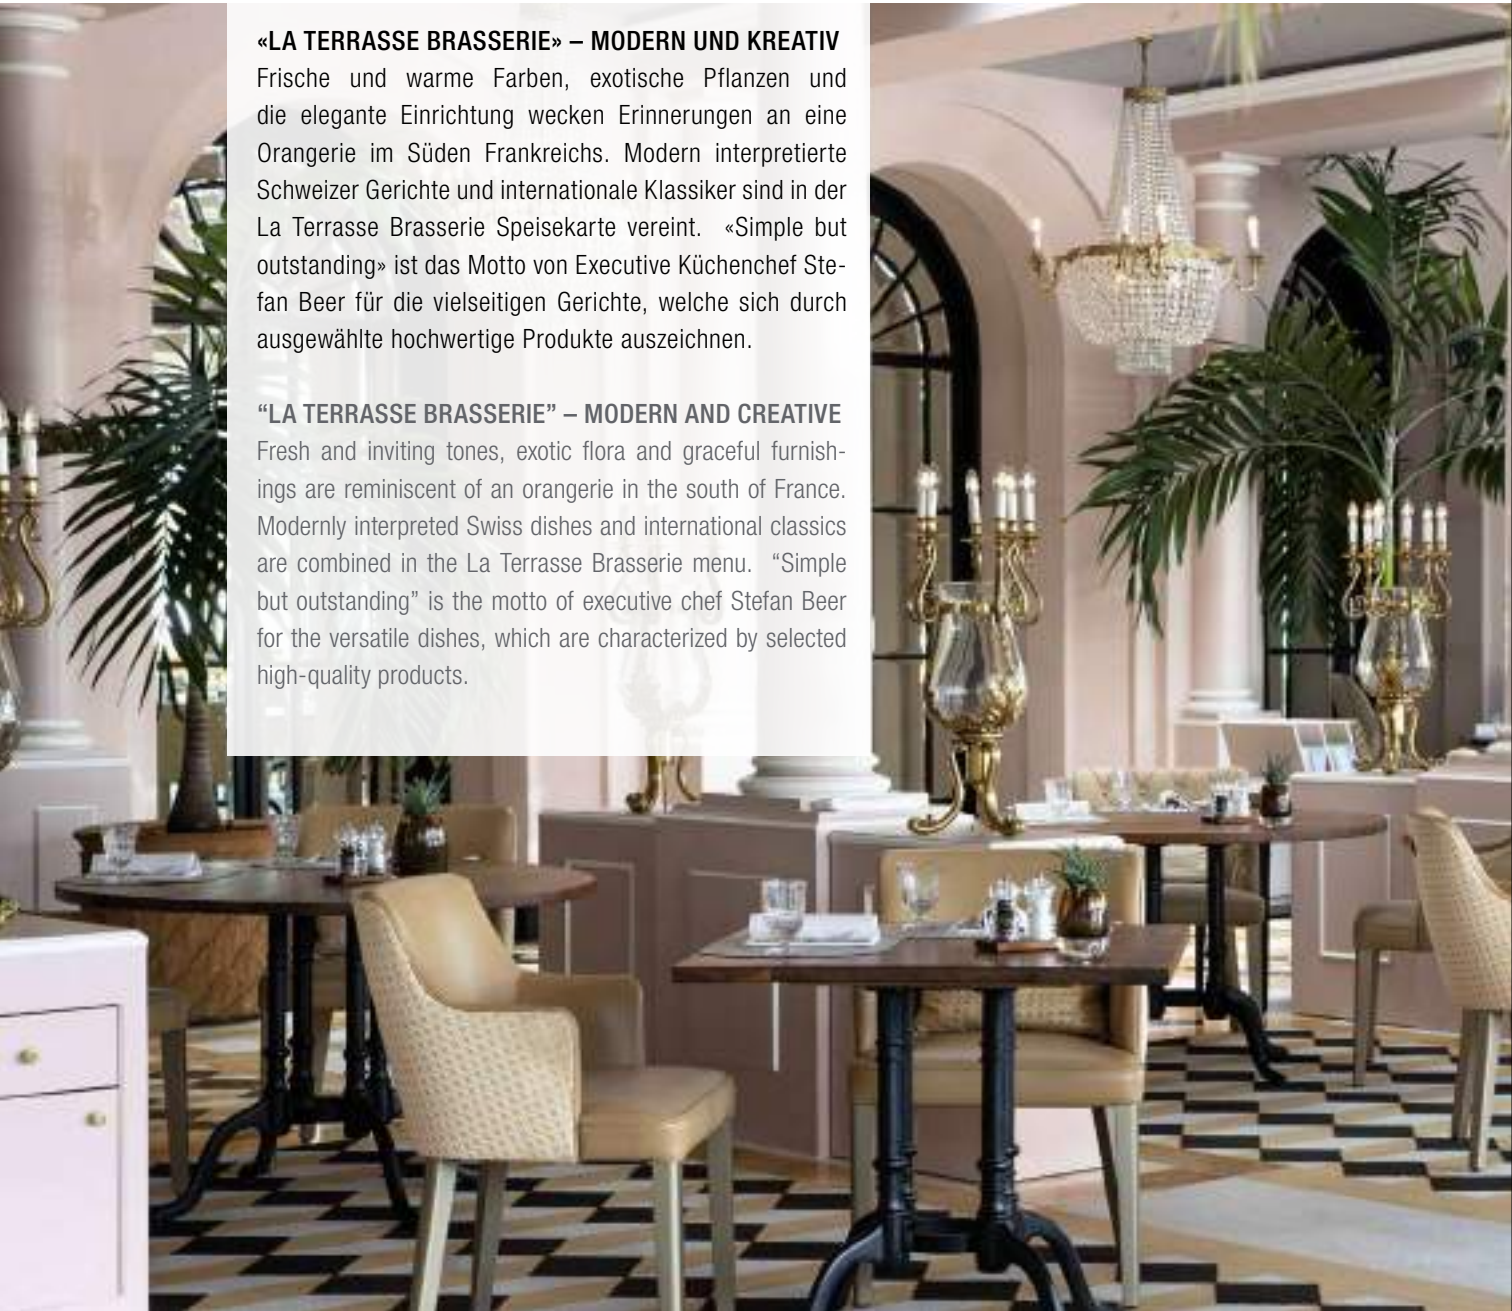 «LA TERRASSE BRASSERIE» – MODERN UND KREATIV
Frische und warme Farben, exotische Pflanzen und
die elegante Einrichtung wecken Erinnerungen an eine
Orangerie im Süden Frankreichs. Modern interpretierte
Schweizer Gerichte und internationale Klassiker sind in der
La Terrasse Brasserie Speisekarte vereint. «Simple but
outstanding» ist das Motto von Executive Küchenchef Ste-
fan Beer für die vielseitigen Gerichte, welche sich durch
ausgewählte hochwertige Produkte auszeichnen.
“LA TERRASSE BRASSERIE” – MODERN AND CREATIVE
Fresh and inviting tones, exotic flora and graceful furnish-
ings are reminiscent of an orangerie in the south of France.
Modernly interpreted Swiss dishes and international classics
are combined in the La Terrasse Brasserie menu. “Simple
but outstanding” is the motto of executive chef Stefan Beer
for the versatile dishes, which are characterized by selected
high-quality products.